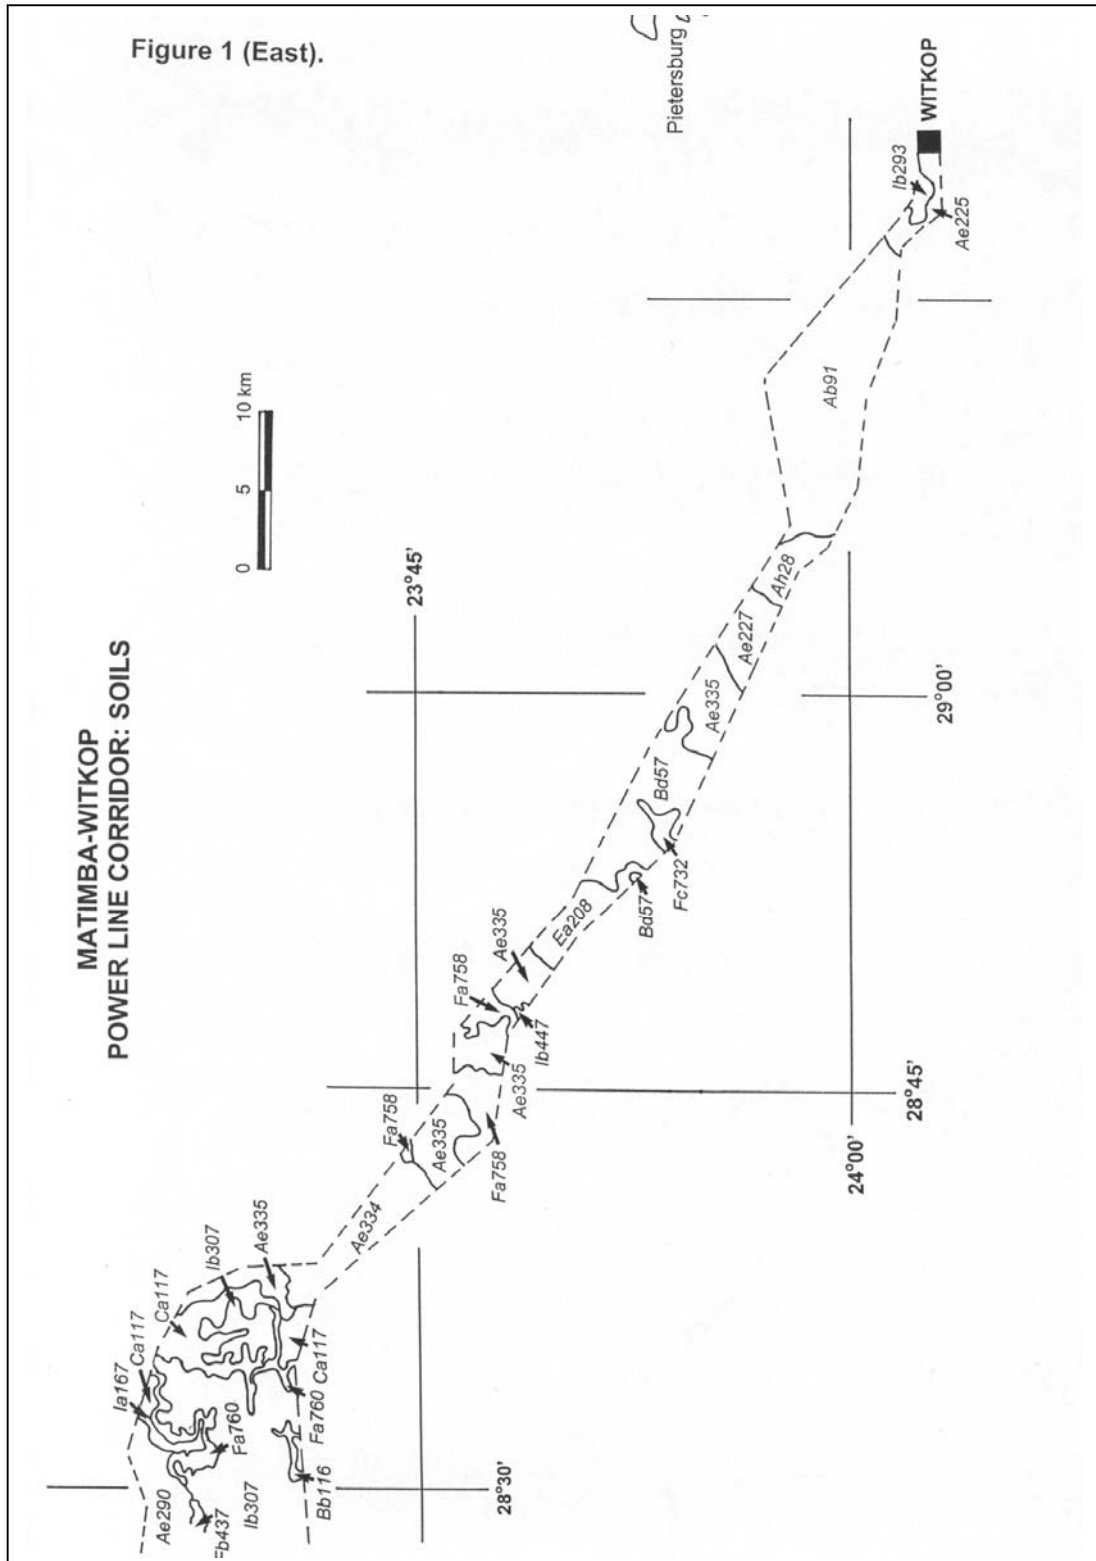 Figure 1 (East).
MATIMBA-WITKOP
POWER LINE CORRIDOR: SOILS
0 5 10 km
Pietersburg
WITKOP
Ib293
Ae225
Ab91
23°45'
Ah28
Ae227
29°00'
Ae335
Bd57
Fc732
Bd57
Ea208
Ae335
Fa758
Ib447
Ae335
28°45'
24°00'
Fa758
Ae335
Fa758
Ae334
Ae335
Ib307
Ca117
Ca117
Ia167
Ca117
Fa760
Fa760
Bb116
28°30'
Ae290
Fb437
Ib307